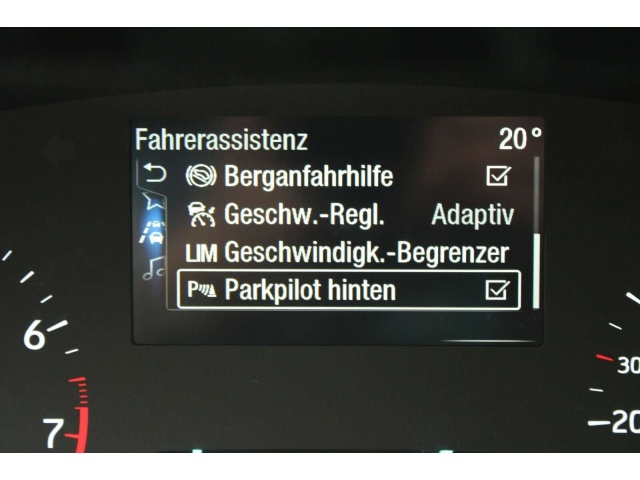 Fahrerassistenz 20°
Berganfahrhilfe
Geschw.-Regl. Adaptiv
LIM Geschwindigk.-Begrenzer
P Parkpilot hinten
6
7
30
20